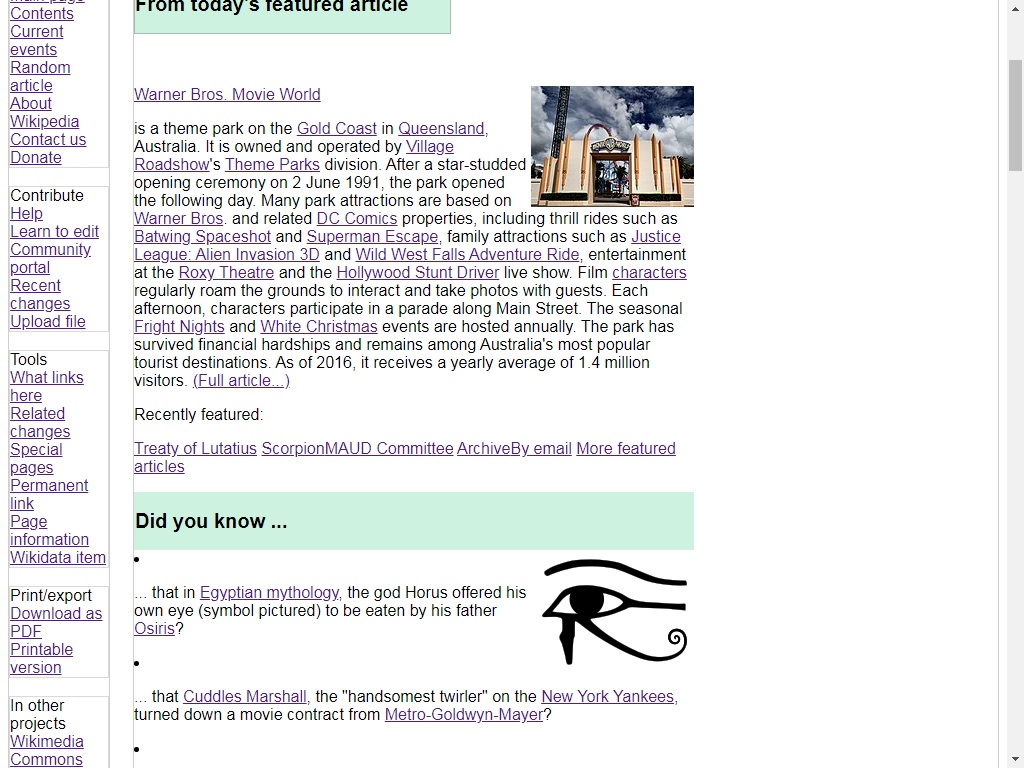 Main page
Contents
Current
events
Random
article
About
Wikipedia
Contact us
Donate
Contribute
Help
Learn to edit
Community
portal
Recent
changes
Upload file
Tools
What links
here
Related
changes
Special
pages
Permanent
link
Page
information
Wikidata item
Print/export
Download as
PDF
Printable
version
In other
projects
Wikimedia
Commons
From today's featured article
Warner Bros. Movie World
is a theme park on the Gold Coast in Queensland,
Australia. It is owned and operated by Village
Roadshow's Theme Parks division. After a star-studded
opening ceremony on 2 June 1991, the park opened
the following day. Many park attractions are based on
Warner Bros. and related DC Comics properties, including thrill rides such as
Batwing Spaceshot and Superman Escape, family attractions such as Justice
League: Alien Invasion 3D and Wild West Falls Adventure Ride, entertainment
at the Roxy Theatre and the Hollywood Stunt Driver live show. Film characters
regularly roam the grounds to interact and take photos with guests. Each
afternoon, characters participate in a parade along Main Street. The seasonal
Fright Nights and White Christmas events are hosted annually. The park has
survived financial hardships and remains among Australia's most popular
tourist destinations. As of 2016, it receives a yearly average of 1.4 million
visitors. (Full article...)
Recently featured:
Treaty of Lutatius ScorpionMAUD Committee ArchiveBy email More featured
articles
Did you know ...
... that in Egyptian mythology, the god Horus offered his
own eye (symbol pictured) to be eaten by his father
Osiris?
... that Cuddles Marshall, the "handsomest twirler" on the New York Yankees,
turned down a movie contract from Metro-Goldwyn-Mayer?